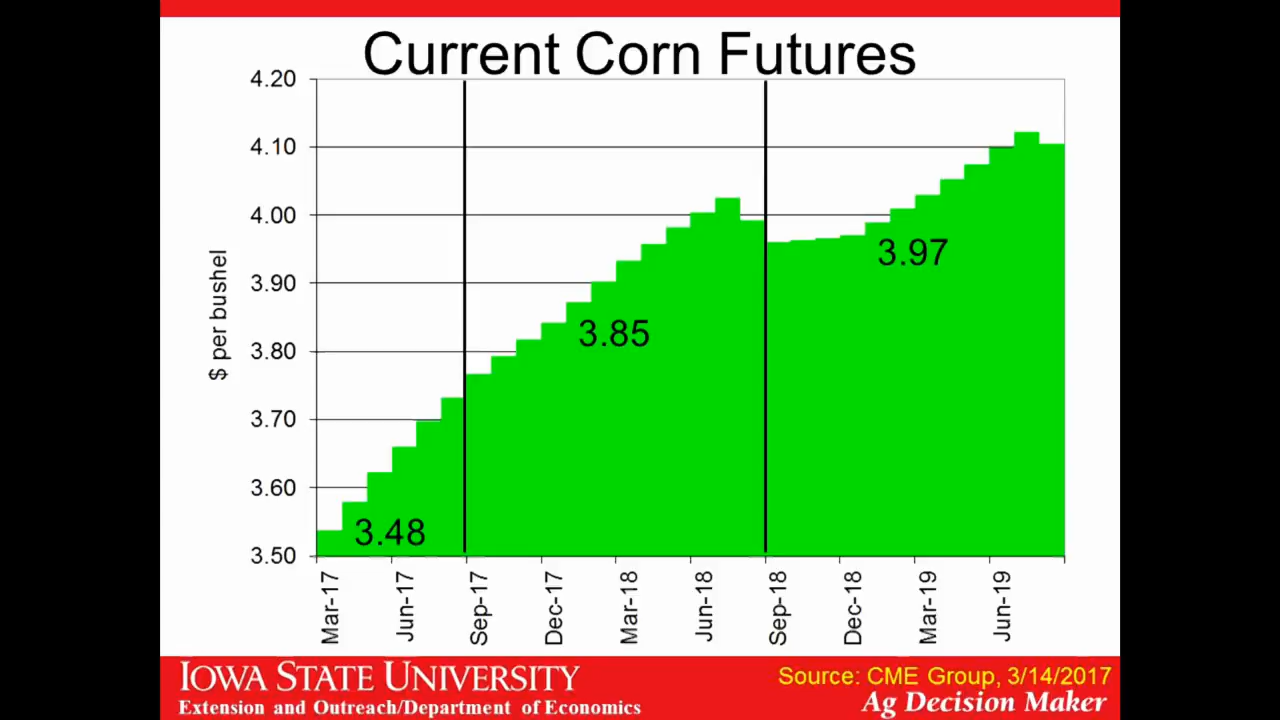 Current Corn Futures
4.20
4.10
4.00
3.90
3.80
3.70
3.60
3.50
$ per bushel
3.48
3.85
3.97
Mar-17
Jun-17
Sep-17
Dec-17
Mar-18
Jun-18
Sep-18
Dec-18
Mar-19
Jun-19
IOWA STATE UNIVERSITY
Extension and Outreach/Department of Economics
Source: CME Group, 3/14/2017
Ag Decision Maker